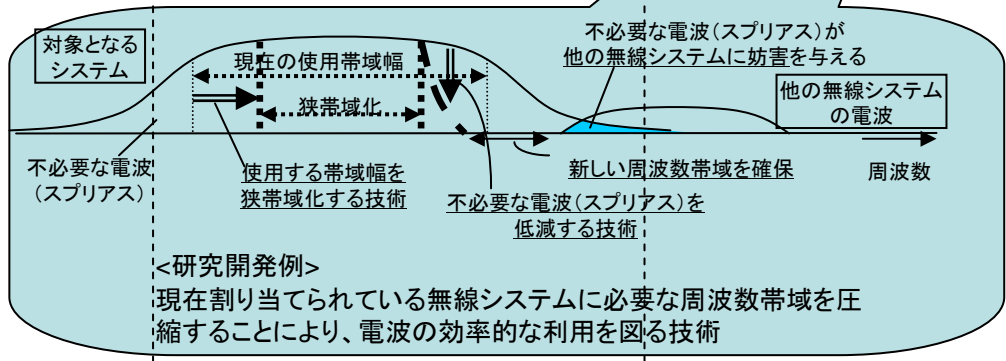 対象となる
システム
現在の使用帯域幅
狭帯域化
不必要な電波(スプリアス)が
他の無線システムに妨害を与える
他の無線システム
の電波
不必要な電波
(スプリアス)
使用する帯域幅を
狭帯域化する技術
不必要な電波(スプリアス)を
低減する技術
新しい周波数帯域を確保
周波数
<研究開発例>
現在割り当てられている無線システムに必要な周波数帯域を圧
縮することにより、電波の効率的な利用を図る技術